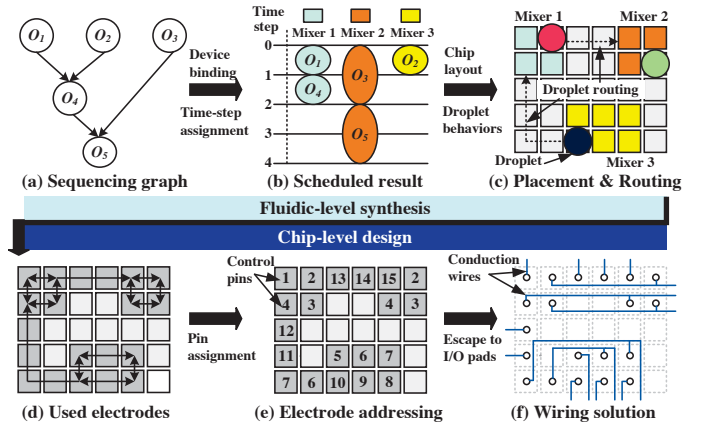 O1 O2 O3
O4
O5
(a) Sequencing graph
Device
binding
Time-step
assignment
Time
step
Mixer 1 Mixer 2 Mixer 3
0
1
2
3
4
O1
O4
O3
O5
O2
(b) Scheduled result
Chip
layout
Droplet
behaviors
Mixer 1 Mixer 2
Droplet routing
Droplet
Mixer 3
(c) Placement & Routing
Fluidic-level synthesis
Chip-level design
(d) Used electrodes
Pin
assignment
Control
pins
1 2 13 14 15 2
4 3 4 3
12
11 5 6 7
7 6 10 9 8
(e) Electrode addressing
Escape to
I/O pads
Conduction
wires
(f) Wiring solution